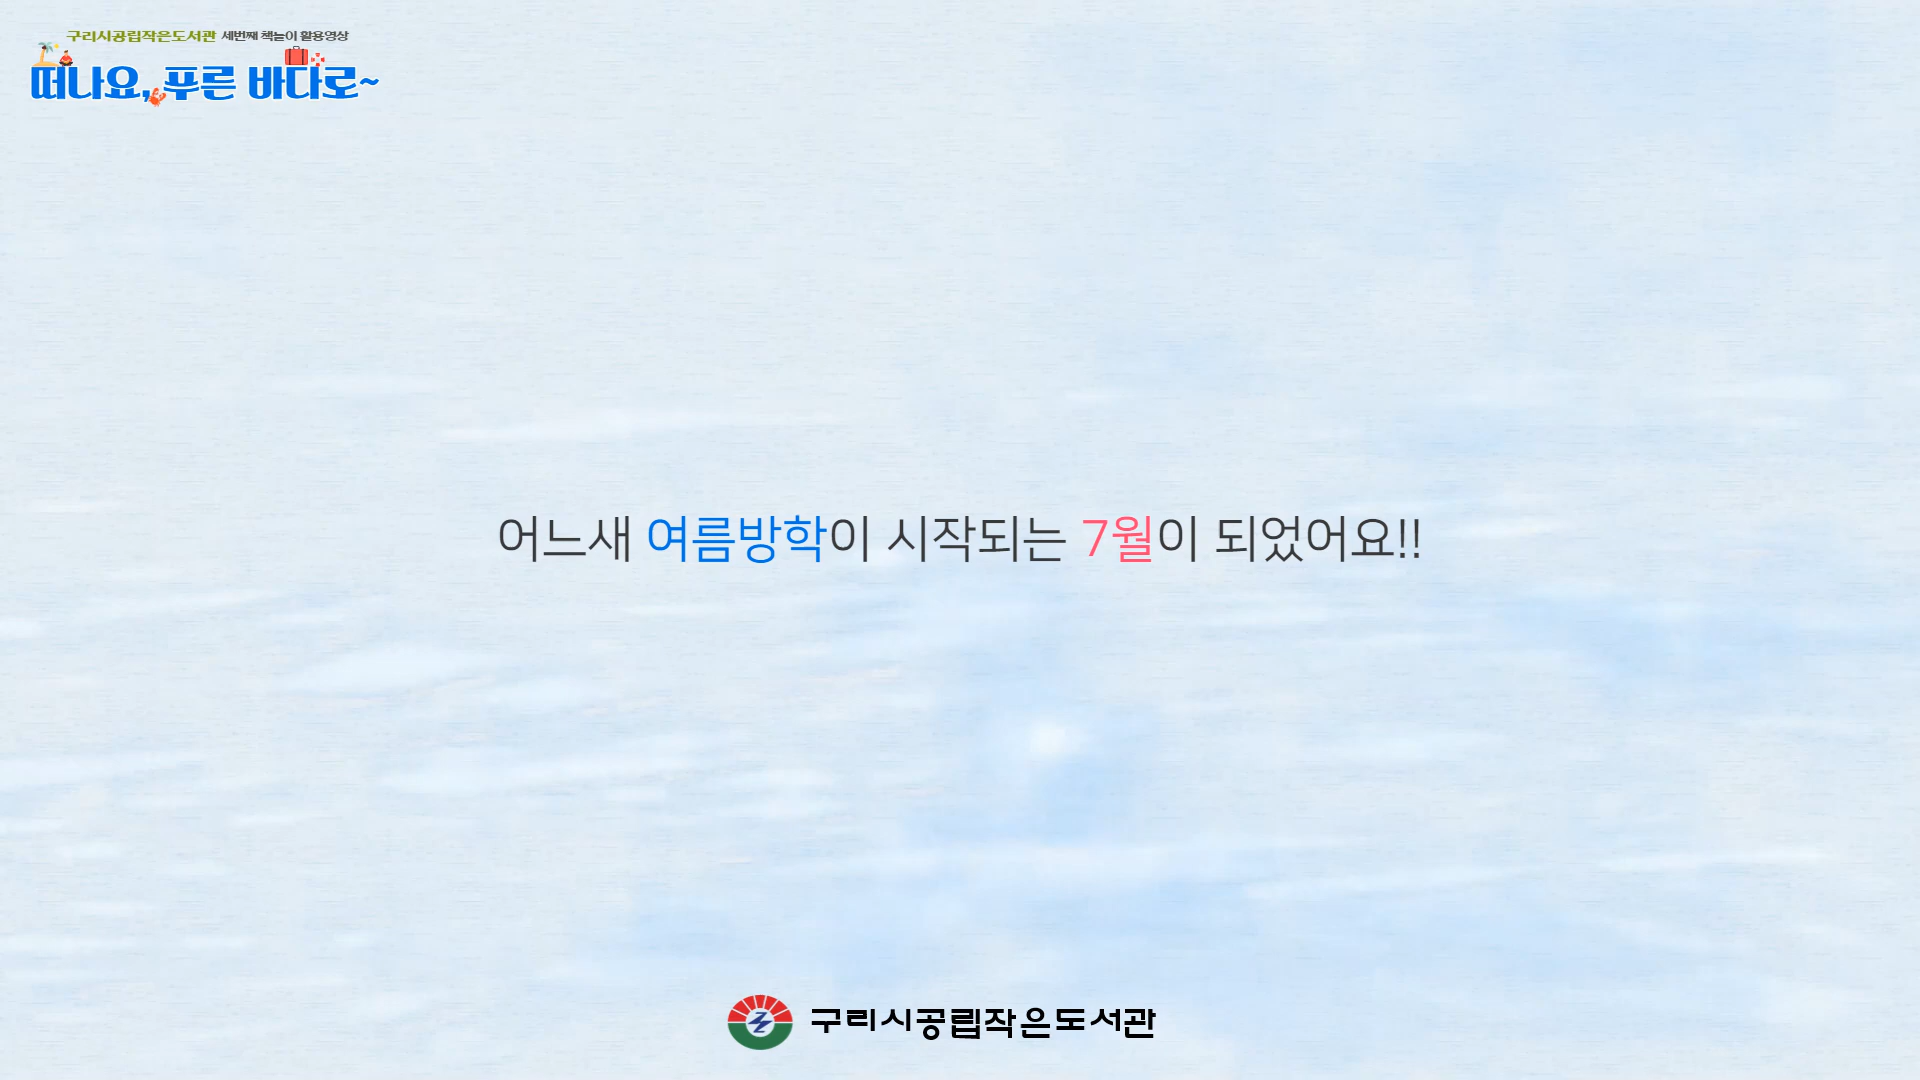 구리시공립작은도서관 세번째 책놀이 활용영상
떠나요, 푸른 바다로~
어느새 여름방학이 시작되는 7월이 되었어요!!
구리시공립작은도서관